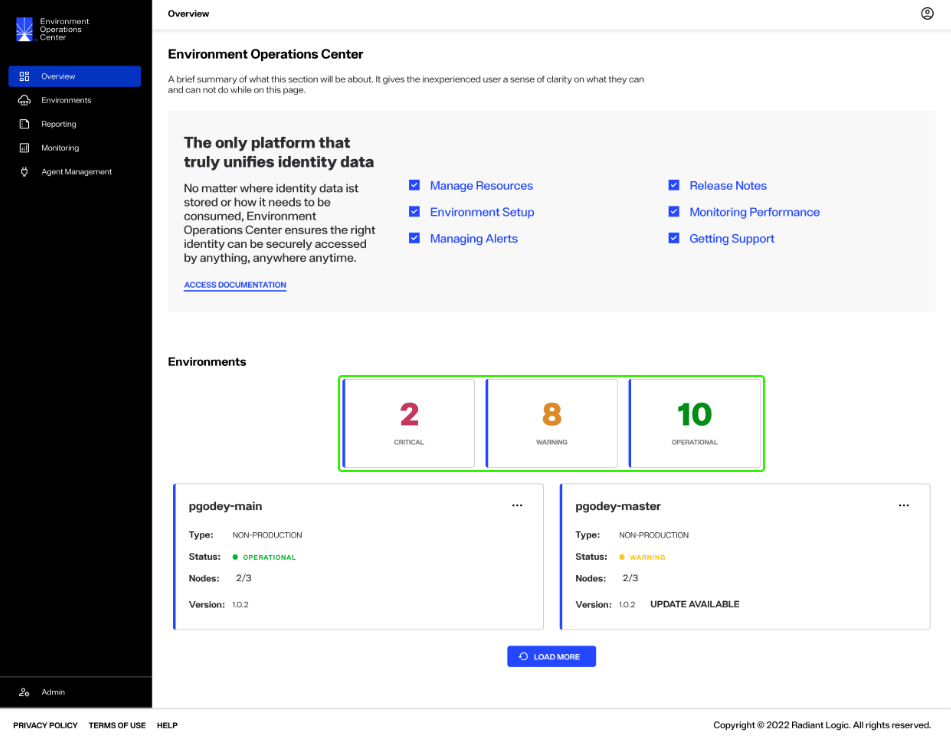 Environment
Operations
Center
Overview
Environments
Reporting
Monitoring
Agent Management
Admin
Overview
Environment Operations Center
A brief summary of what this section will be about. It gives the inexperienced user a sense of clarity on what they can
and can not do while on this page.
The only platform that
truly unifies identity data
No matter where identity data ist
stored or how it needs to be
consumed, Environment
Operations Center ensures the right
identity can be securely accessed
by anything, anywhere anytime.
ACCESS DOCUMENTATION
Manage Resources
Environment Setup
Managing Alerts
Release Notes
Monitoring Performance
Getting Support
Environments
2
CRITICAL
8
WARNING
10
OPERATIONAL
pgodey-main
Type: NON-PRODUCTION
Status: OPERATIONAL
Nodes: 2/3
Version: 1.0.2
pgodey-master
Type: NON-PRODUCTION
Status: WARNING
Nodes: 2/3
Version: 1.0.2 UPDATE AVAILABLE
LOAD MORE
PRIVACY POLICY TERMS OF USE HELP
Copyright © 2022 Radiant Logic. All rights reserved.